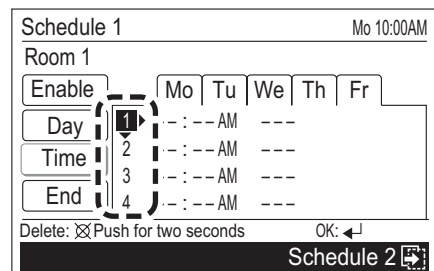 Schedule 1 Mo 10:00AM
Room 1
Enable Mo Tu We Th Fr
Day 1 - - : - - AM - - -
Time 2 - - : - - AM - - -
3 - - : - - AM - - -
End 4 - - : - - AM - - -
Delete: Push for two seconds OK:
Schedule 2